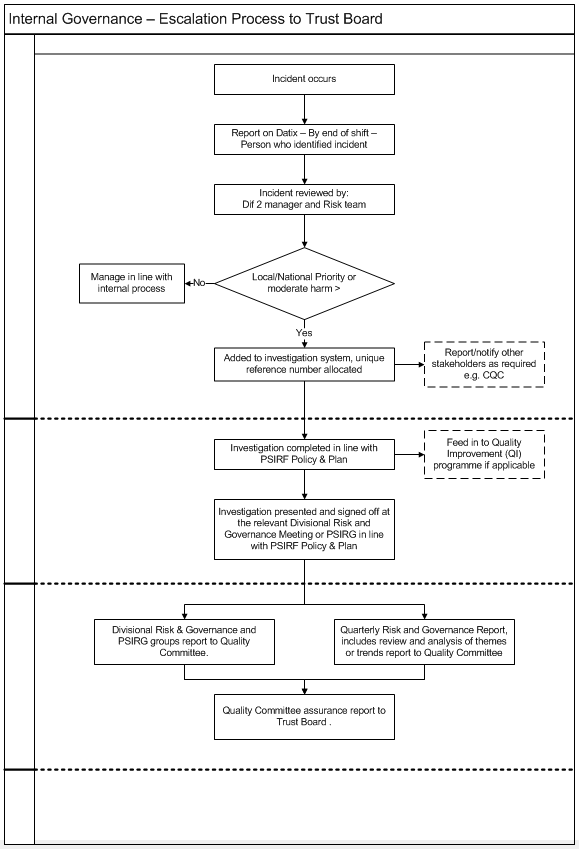 Internal Governance – Escalation Process to Trust Board
Incident occurs
Report on Datix – By end of shift –
Person who identified incident
Incident reviewed by:
Dif 2 manager and Risk team
Local/National Priority or
moderate harm >
No
Manage in line with
internal process
Yes
Added to investigation system, unique
reference number allocated
Report/notify other
stakeholders as required
e.g. CQC
Investigation completed in line with
PSIRF Policy & Plan
Feed in to Quality
Improvement (QI)
programme if applicable
Investigation presented and signed off at
the relevant Divisional Risk and
Governance Meeting or PSIRG in line
with PSIRF Policy & Plan
Divisional Risk & Governance and
PSIRG groups report to Quality
Committee.
Quarterly Risk and Governance Report,
includes review and analysis of themes
or trends report to Quality Committee
Quality Committee assurance report to
Trust Board .